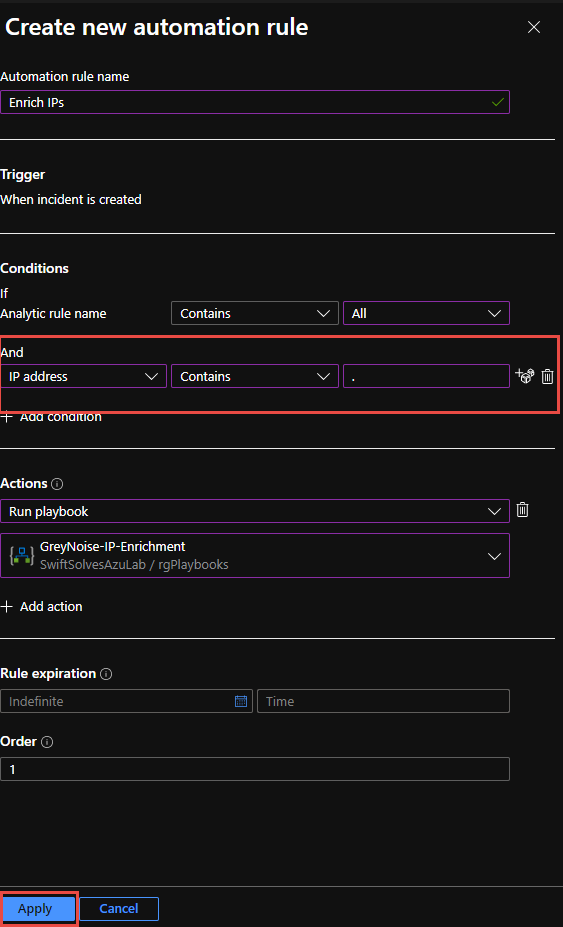 Create new automation rule
Automation rule name
Enrich IPs
Trigger
When incident is created
Conditions
If
Analytic rule name Contains All
And
IP address Contains .
Add condition
Actions
Run playbook
GreyNoise-IP-Enrichment
SwiftSolvesAzuLab / rgPlaybooks
Add action
Rule expiration
Indefinite Time
Order
1
Apply Cancel